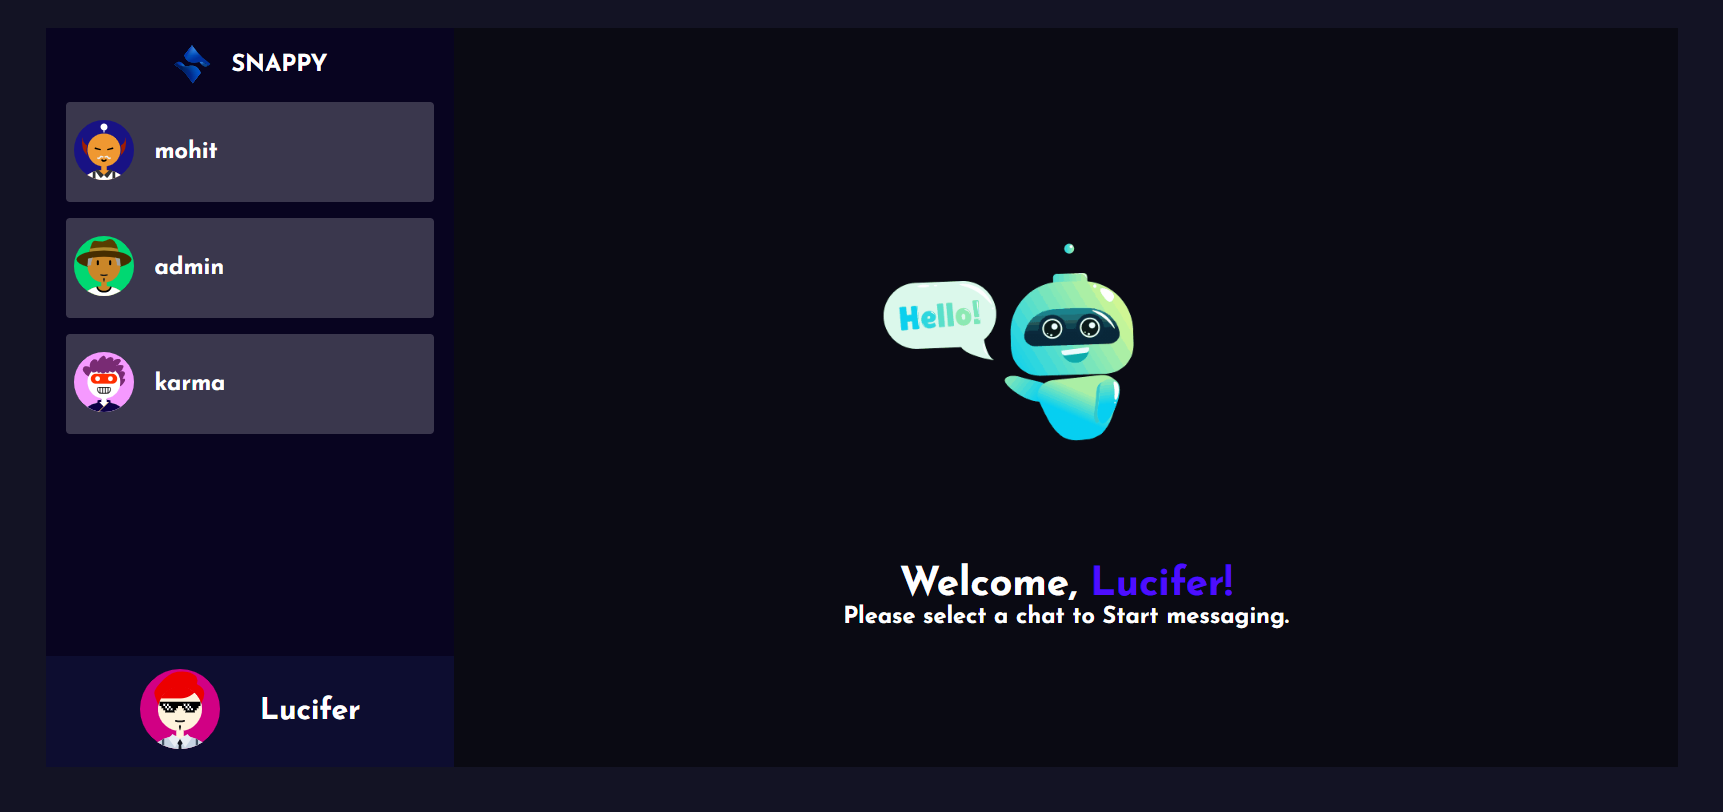 SNAPPY
mohit
admin
karma
Lucifer
Hello!
Welcome, Lucifer!
Please select a chat to Start messaging.